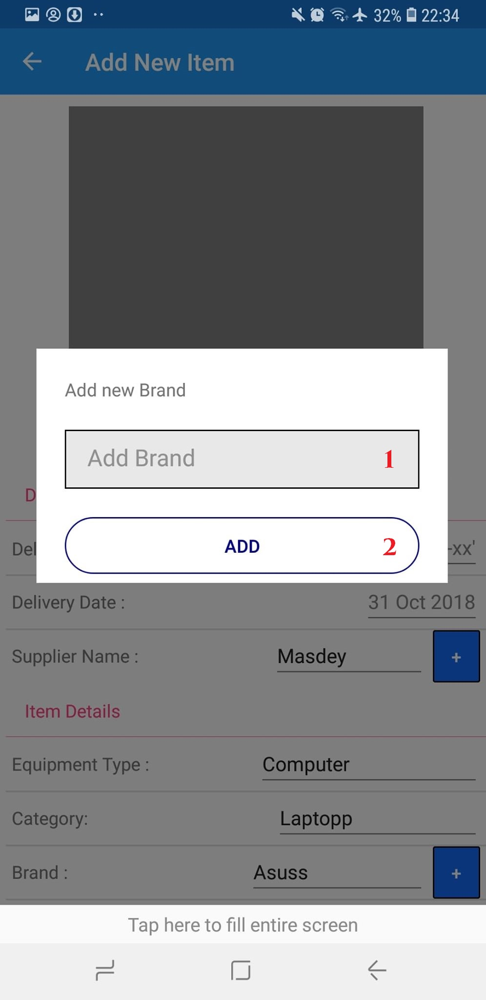 32% 22:34
Add New Item
Add new Brand
Add Brand 1
ADD 2
D
Del -xx'
Delivery Date : 31 Oct 2018
Supplier Name : Masdey +
Item Details
Equipment Type : Computer
Category: Laptopp
Brand : Asuss +
Tap here to fill entire screen